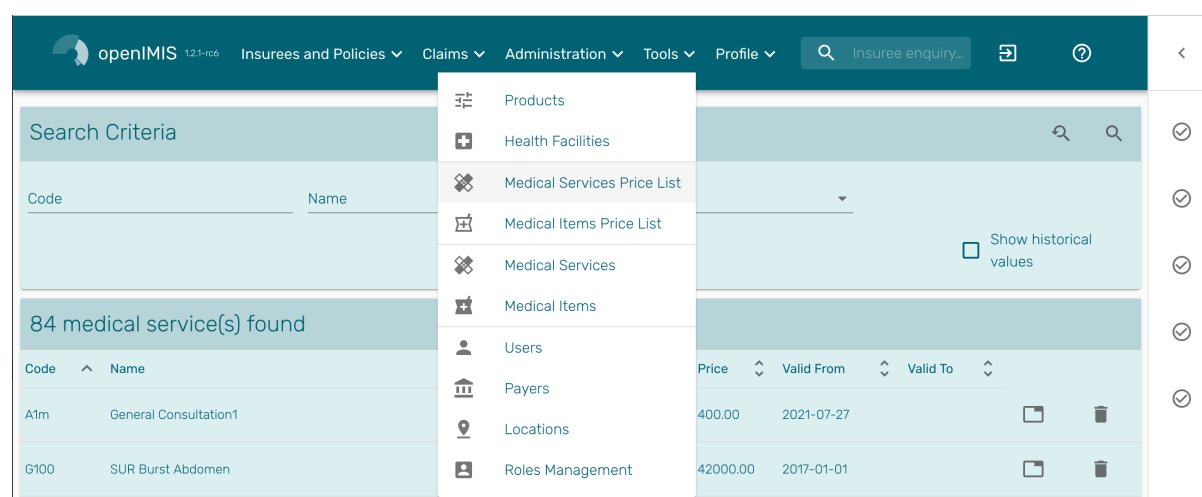 openIMIS 1.2.1-rc6 Insurees and Policies Claims Administration Tools Profile Insuree enquiry...
Products
Health Facilities
Medical Services Price List
Medical Items Price List
Medical Services
Medical Items
Users
Payers
Locations
Roles Management
Search Criteria
Code Name
Show historical
values
84 medical service(s) found
Code Name Price Valid From Valid To
A1m General Consultation1 400.00 2021-07-27
G100 SUR Burst Abdomen 42000.00 2017-01-01